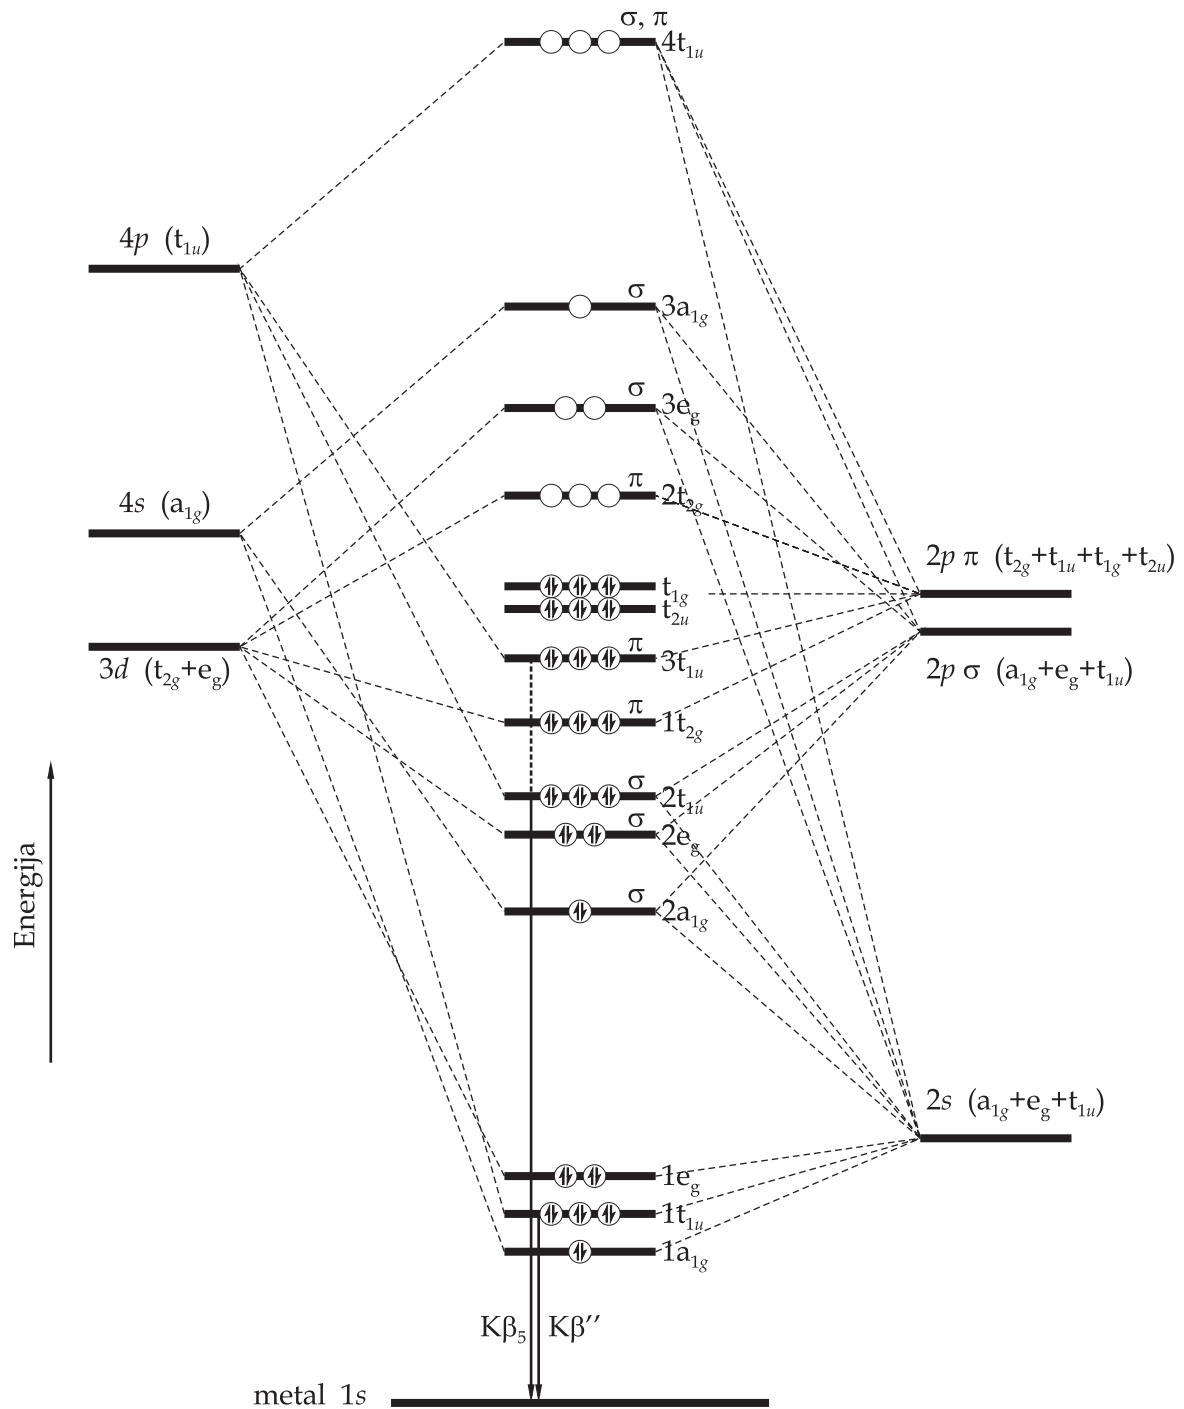 σ, π
4t1u
4p (t1u)
σ
3a1g
σ
3eg
π
2t2g
4s (a1g)
2p π (t2g+t1u+t1g+t2u)
t1g
t2u
π
3t1u
3d (t2g+eg)
2p σ (a1g+eg+t1u)
π
1t2g
σ
2t1u
σ
2eg
σ
2a1g
Energija
2s (a1g+eg+t1u)
1eg
1t1u
1a1g
Kβ5
Kβ′′
metal 1s